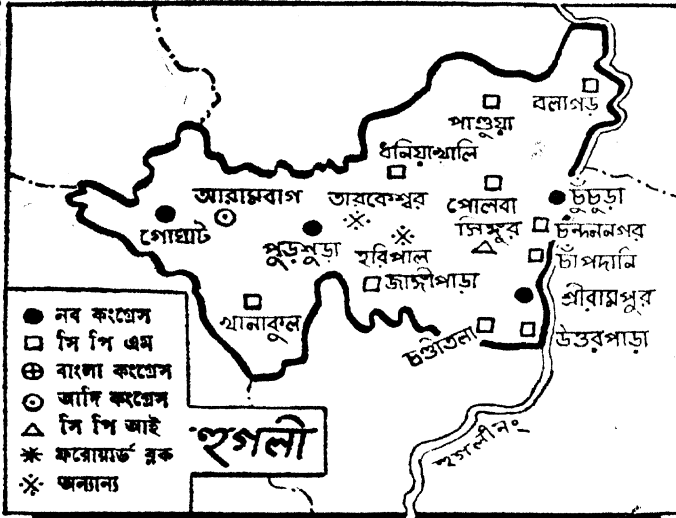 বলাগড়
পাণ্ডুয়া
ধনিয়াখালি
আরামবাগ
তারকেশ্বর
পোলবা
চুঁচুড়া
গোঘাট
পুড়শুড়া
হরিপাল
সিঙ্গুর
চন্দননগর
চাঁপদানি
জাঙ্গীপাড়া
শ্রীরামপুর
খানাকুল
চণ্ডীতলা
উত্তরপাড়া
নব কংগ্রেস
সি পি এম
বাংলা কংগ্রেস
আদি কংগ্রেস
সি পি আই
ফরোয়ার্ড ব্লক
অন্যান্য
হুগলী
হুগলী নঃ